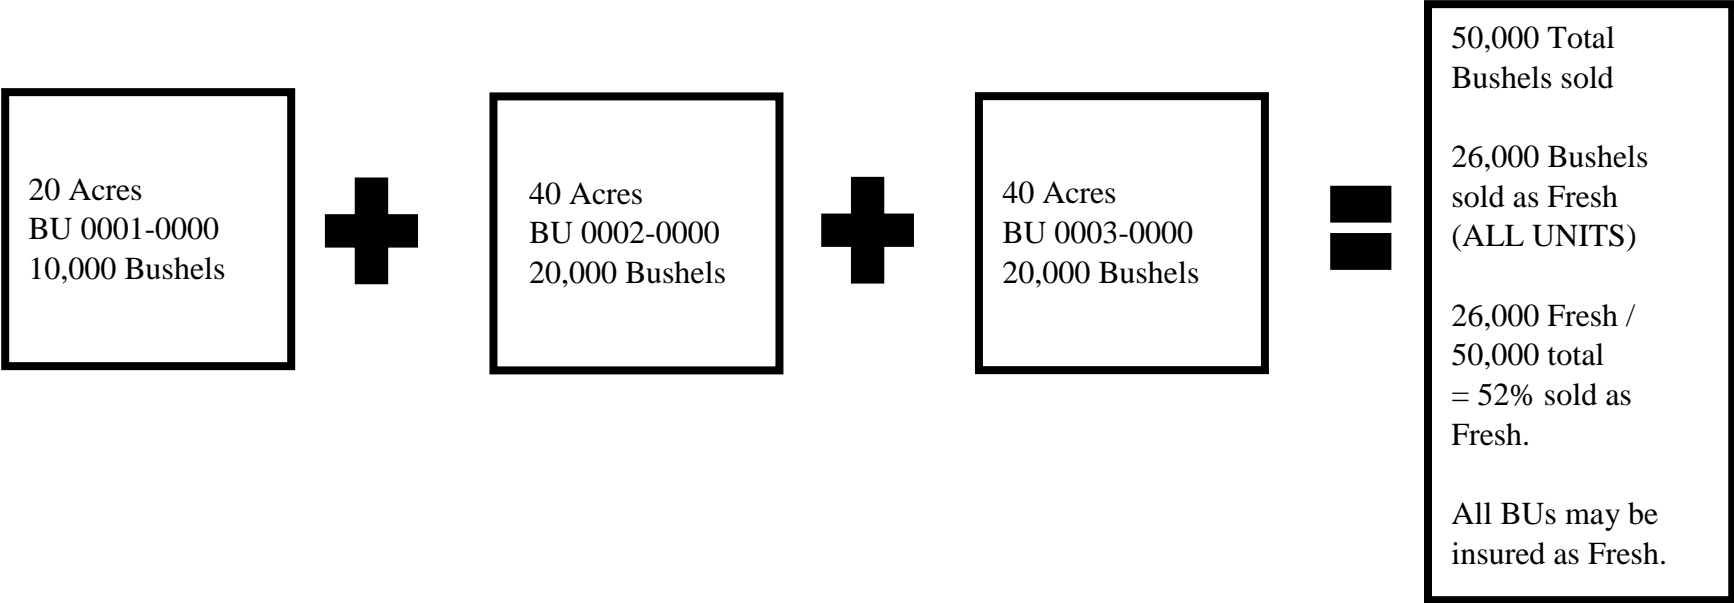 20 Acres
BU 0001-0000
10,000 Bushels
40 Acres
BU 0002-0000
20,000 Bushels
40 Acres
BU 0003-0000
20,000 Bushels
50,000 Total
Bushels sold
26,000 Bushels
sold as Fresh
(ALL UNITS)
26,000 Fresh /
50,000 total
= 52% sold as
Fresh.
All BUs may be
insured as Fresh.